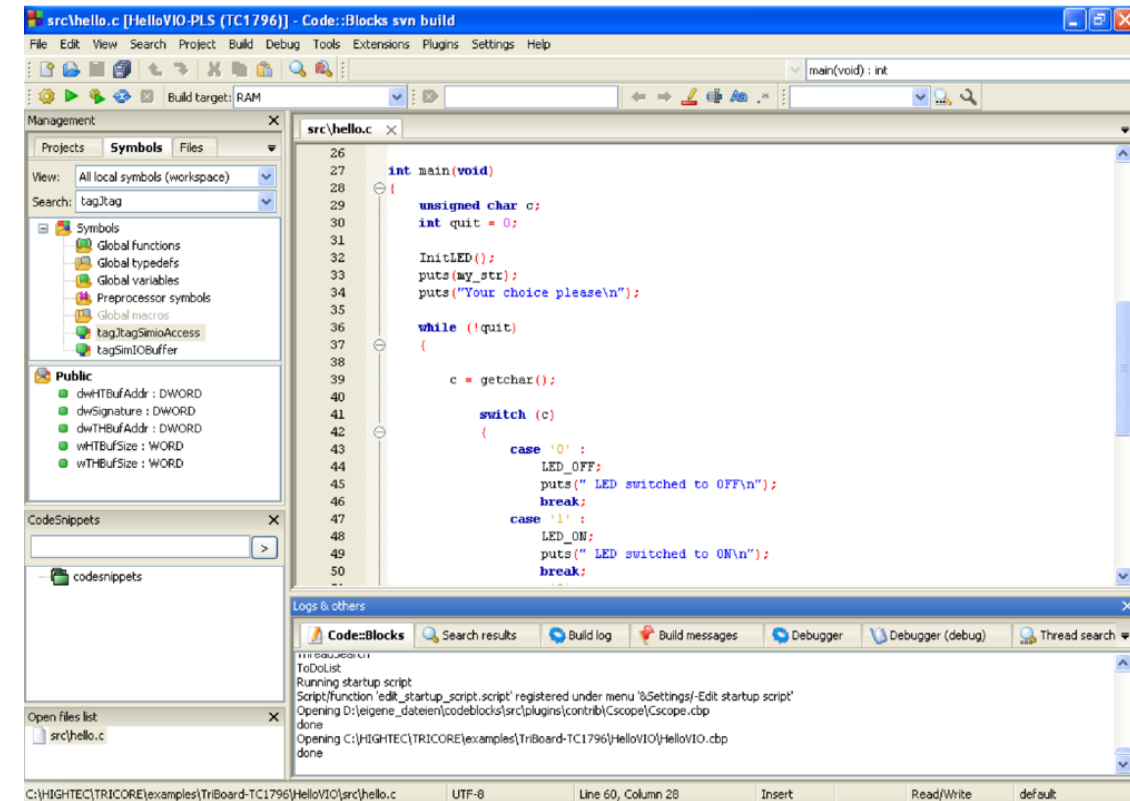 src\hello.c [HelloVIO-PLS (TC1796)] - Code::Blocks svn build
File Edit View Search Project Build Debug Tools Extensions Plugins Settings Help
main(void) : int
Build target: RAM
Management
Projects Symbols Files
View: All local symbols (workspace)
Search: tagJtag
Symbols
Global functions
Global typedefs
Global variables
Preprocessor symbols
Global macros
tagJtagSimioAccess
tagSimIOBuffer
Public
dwHTBufAddr : DWORD
dwSignature : DWORD
dwTHBufAddr : DWORD
wHTBufSize : WORD
wTHBufSize : WORD
CodeSnippets
>
codesnippets
Open files list
src\hello.c
src\hello.c
26
27 int main(void)
28 {
29 unsigned char c;
30 int quit = 0;
31
32 InitLED();
33 puts(my_str);
34 puts("Your choice please\n");
35
36 while (!quit)
37 {
38
39 c = getchar();
40
41 switch (c)
42 {
43 case '0' :
44 LED_OFF;
45 puts(" LED switched to OFF\n");
46 break;
47 case '1' :
48 LED_ON;
49 puts(" LED switched to ON\n");
50 break;
Logs & others
Code::Blocks Search results Build log Build messages Debugger Debugger (debug) Thread search
ThreadSearch
ToDoList
Running startup script
Script/function 'edit_startup_script.script' registered under menu '&Settings/-Edit startup script'
Opening D:\eigene_dateien\codeblocks\src\plugins\contrib\Cscope\Cscope.cbp
done
Opening C:\HIGHTEC\TRICORE\examples\TriBoard-TC1796\HelloVIO\HelloVIO.cbp
done
C:\HIGHTEC\TRICORE\examples\TriBoard-TC1796\HelloVIO\src\hello.c UTF-8 Line 60, Column 28 Insert Read/Write default